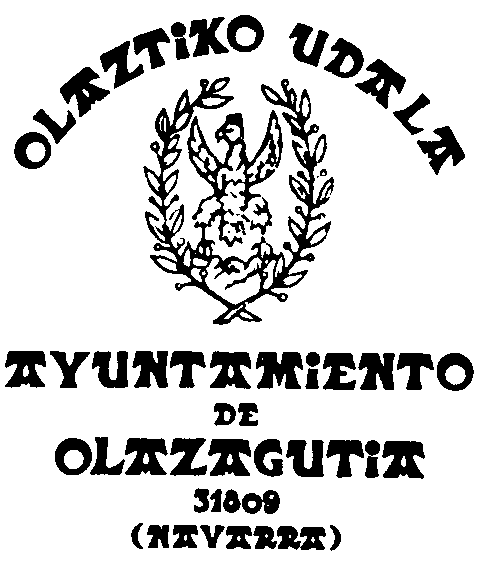 OLAZTiKO UDALA
AYUNTAMiENTO
DE
OLAZAGUTiA
31809
(NAVARRA)